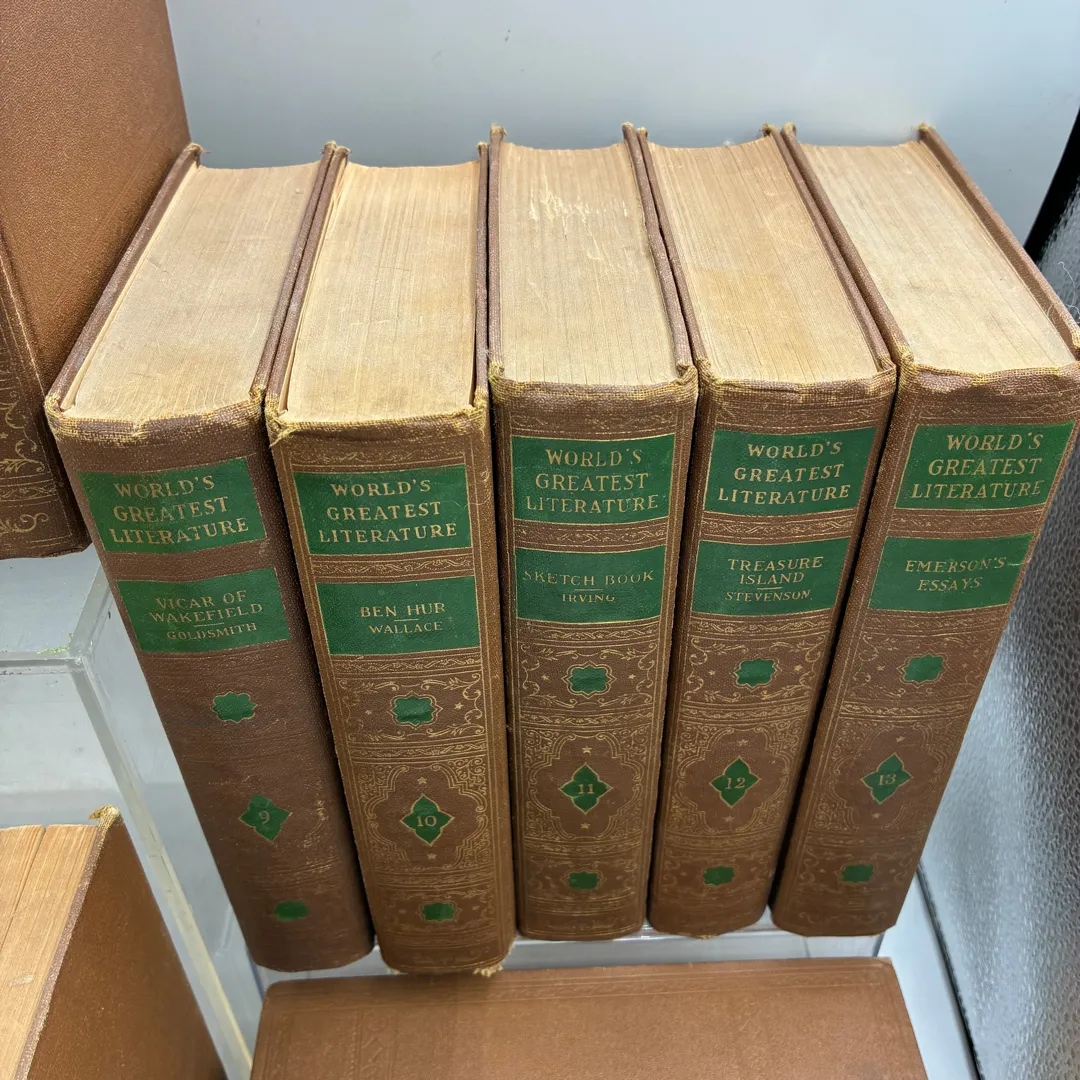 WORLD'S
GREATEST
LITERATURE
VICAR OF
WAKEFIELD
GOLDSMITH
9
WORLD'S
GREATEST
LITERATURE
BEN HUR
WALLACE
10
WORLD'S
GREATEST
LITERATURE
SKETCH BOOK
IRVING
11
WORLD'S
GREATEST
LITERATURE
TREASURE
ISLAND
STEVENSON
12
WORLD'S
GREATEST
LITERATURE
EMERSON'S
ESSAYS
13